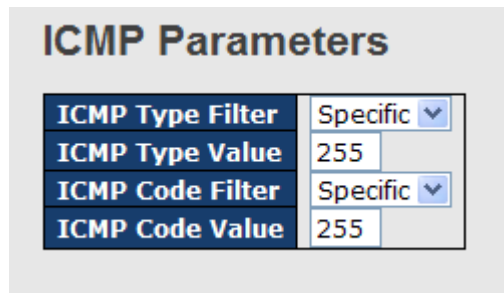 ICMP Parameters
ICMP Type Filter Specific
ICMP Type Value 255
ICMP Code Filter Specific
ICMP Code Value 255